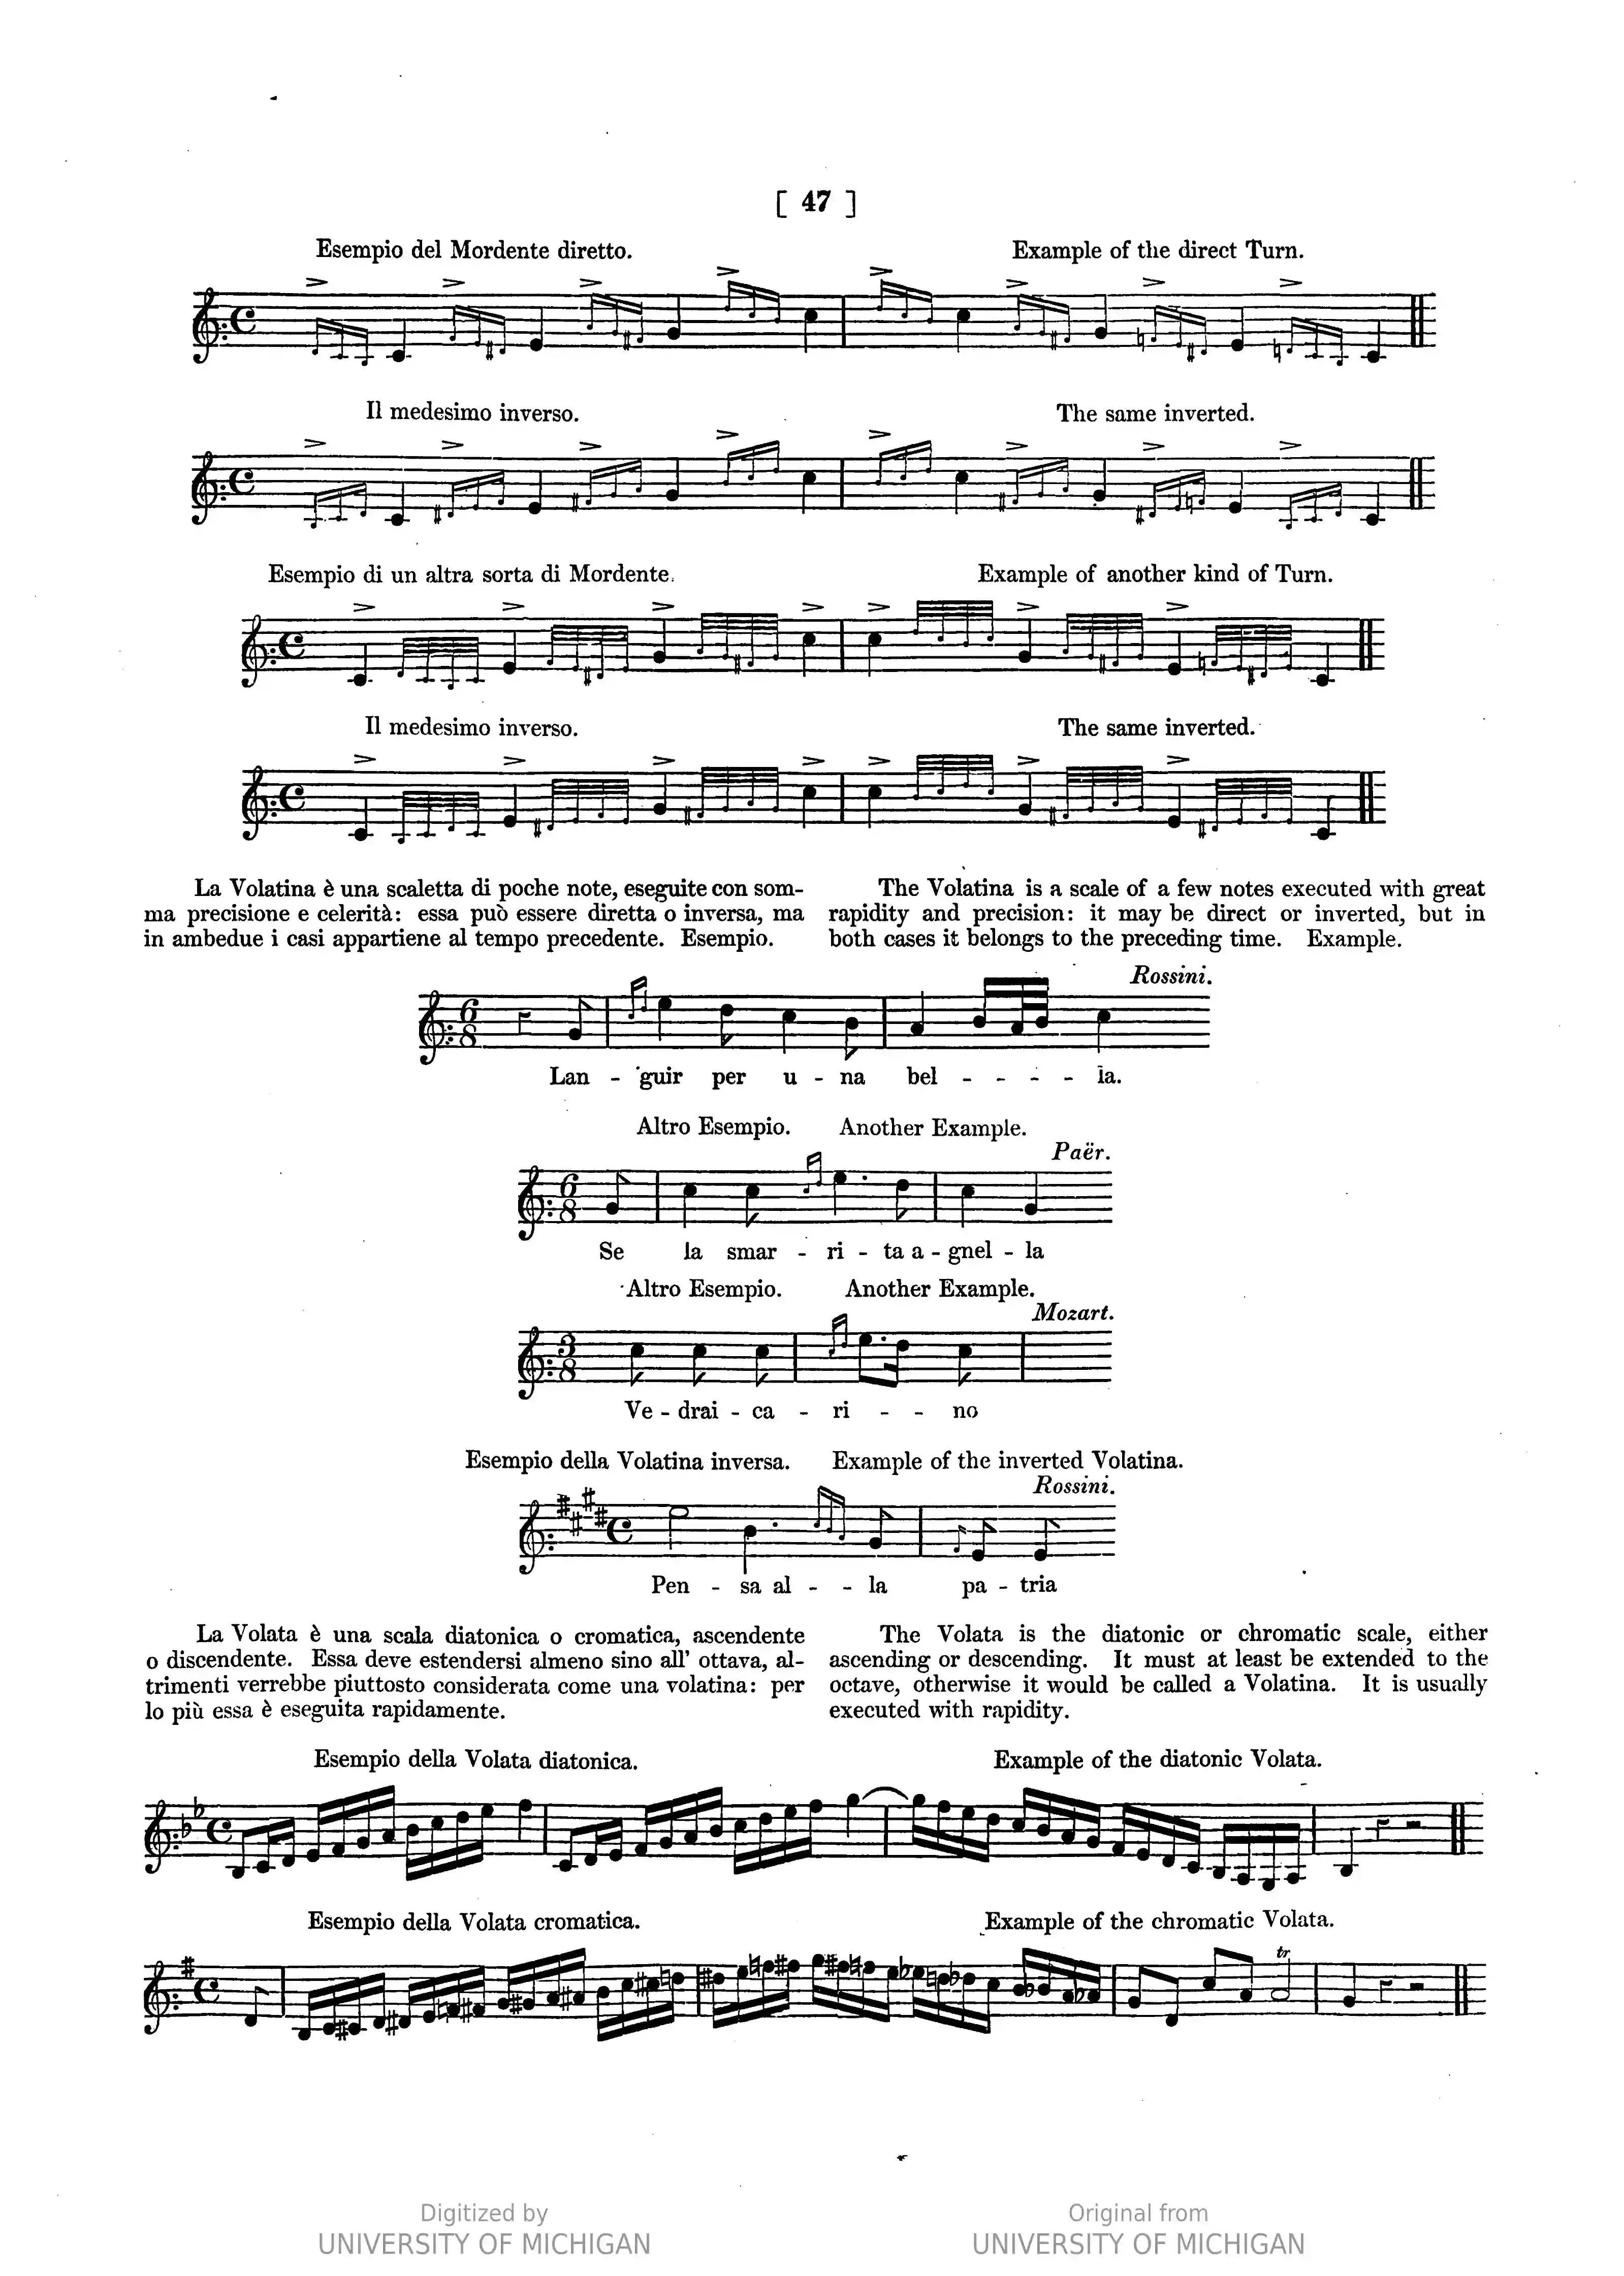 [ 47 ]
Esempio del Mordente diretto. Example of the direct Turn.
Il medesimo inverso. The same inverted.
Esempio di un altra sorta di Mordente. Example of another kind of Turn.
Il medesimo inverso. The same inverted.
La Volatina è una scaletta di poche note, eseguite con som-
ma precisione e celerità: essa può essere diretta o inversa, ma
in ambedue i casi appartiene al tempo precedente. Esempio.
The Volatina is a scale of a few notes executed with great
rapidity and precision: it may be direct or inverted, but in
both cases it belongs to the preceding time. Example.
Rossini.
6
8
Lan - guir per u - na bel - - - - la.
Altro Esempio. Another Example.
Paër.
6
8
Se la smar - ri - ta a - gnel - la
Altro Esempio. Another Example.
Mozart.
3
8
Ve - drai - ca - ri - - no
Esempio della Volatina inversa. Example of the inverted Volatina.
Rossini.
Pen - sa al - - la pa - tria
La Volata è una scala diatonica o cromatica, ascendente
o discendente. Essa deve estendersi almeno sino all' ottava, al-
trimenti verrebbe piuttosto considerata come una volatina: per
lo più essa è eseguita rapidamente.
The Volata is the diatonic or chromatic scale, either
ascending or descending. It must at least be extended to the
octave, otherwise it would be called a Volatina. It is usually
executed with rapidity.
Esempio della Volata diatonica. Example of the diatonic Volata.
Esempio della Volata cromatica. Example of the chromatic Volata.
tr
Digitized by
UNIVERSITY OF MICHIGAN
Original from
UNIVERSITY OF MICHIGAN